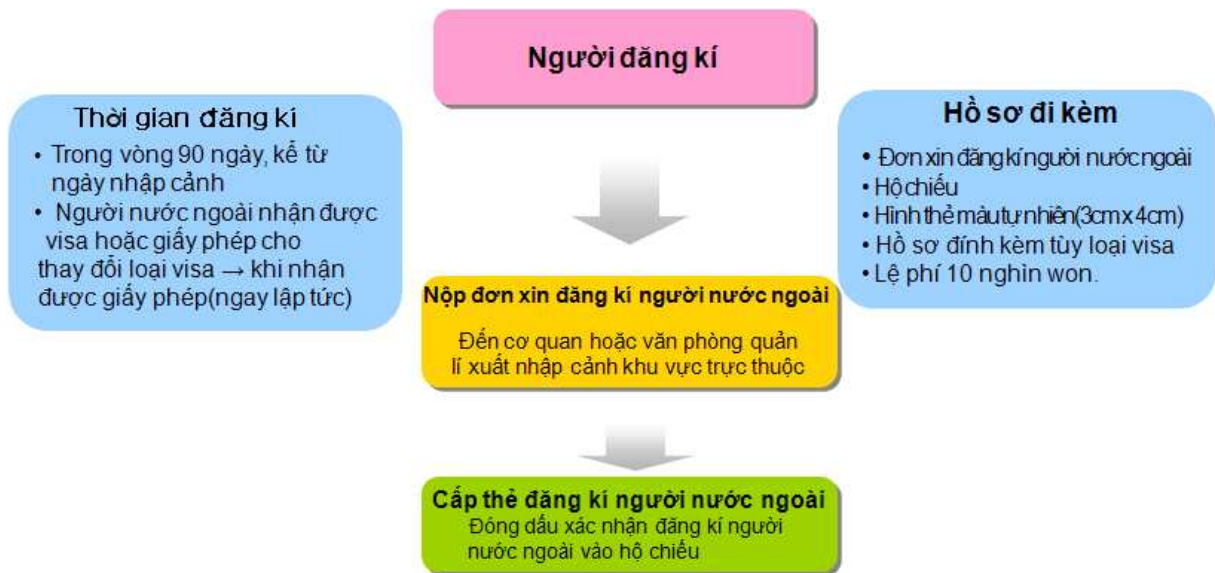 Người đăng kí
Thời gian đăng kí
• Trong vòng 90 ngày, kể từ
ngày nhập cảnh
• Người nước ngoài nhận được
visa hoặc giấy phép cho
thay đổi loại visa → khi nhận
được giấy phép(ngay lập tức)
Hồ sơ đi kèm
• Đơn xin đăng kí người nước ngoài
• Hộ chiếu
• Hình thẻ màu tự nhiên(3cm x 4cm)
• Hồ sơ đính kèm tùy loại visa
• Lệ phí 10 nghìn won.
Nộp đơn xin đăng kí người nước ngoài
Đến cơ quan hoặc văn phòng quản
lí xuất nhập cảnh khu vực trực thuộc
Cấp thẻ đăng kí người nước ngoài
Đóng dấu xác nhận đăng kí người
nước ngoài vào hộ chiếu